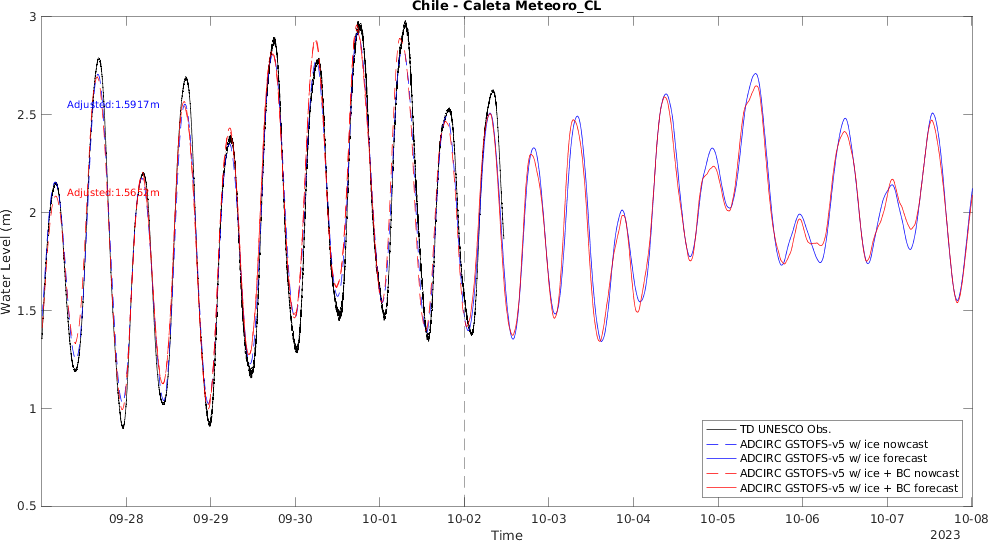 Chile - Caleta Meteoro_CL
Water Level (m)
3
2.5
2
1.5
1
0.5
Adjusted:1.5917m
Adjusted:1.5652m
TD UNESCO Obs.
ADCIRC GSTOFS-v5 w/ ice nowcast
ADCIRC GSTOFS-v5 w/ ice forecast
ADCIRC GSTOFS-v5 w/ ice + BC nowcast
ADCIRC GSTOFS-v5 w/ ice + BC forecast
09-28 09-29 09-30 10-01 10-02 10-03 10-04 10-05 10-06 10-07 10-08
Time
2023